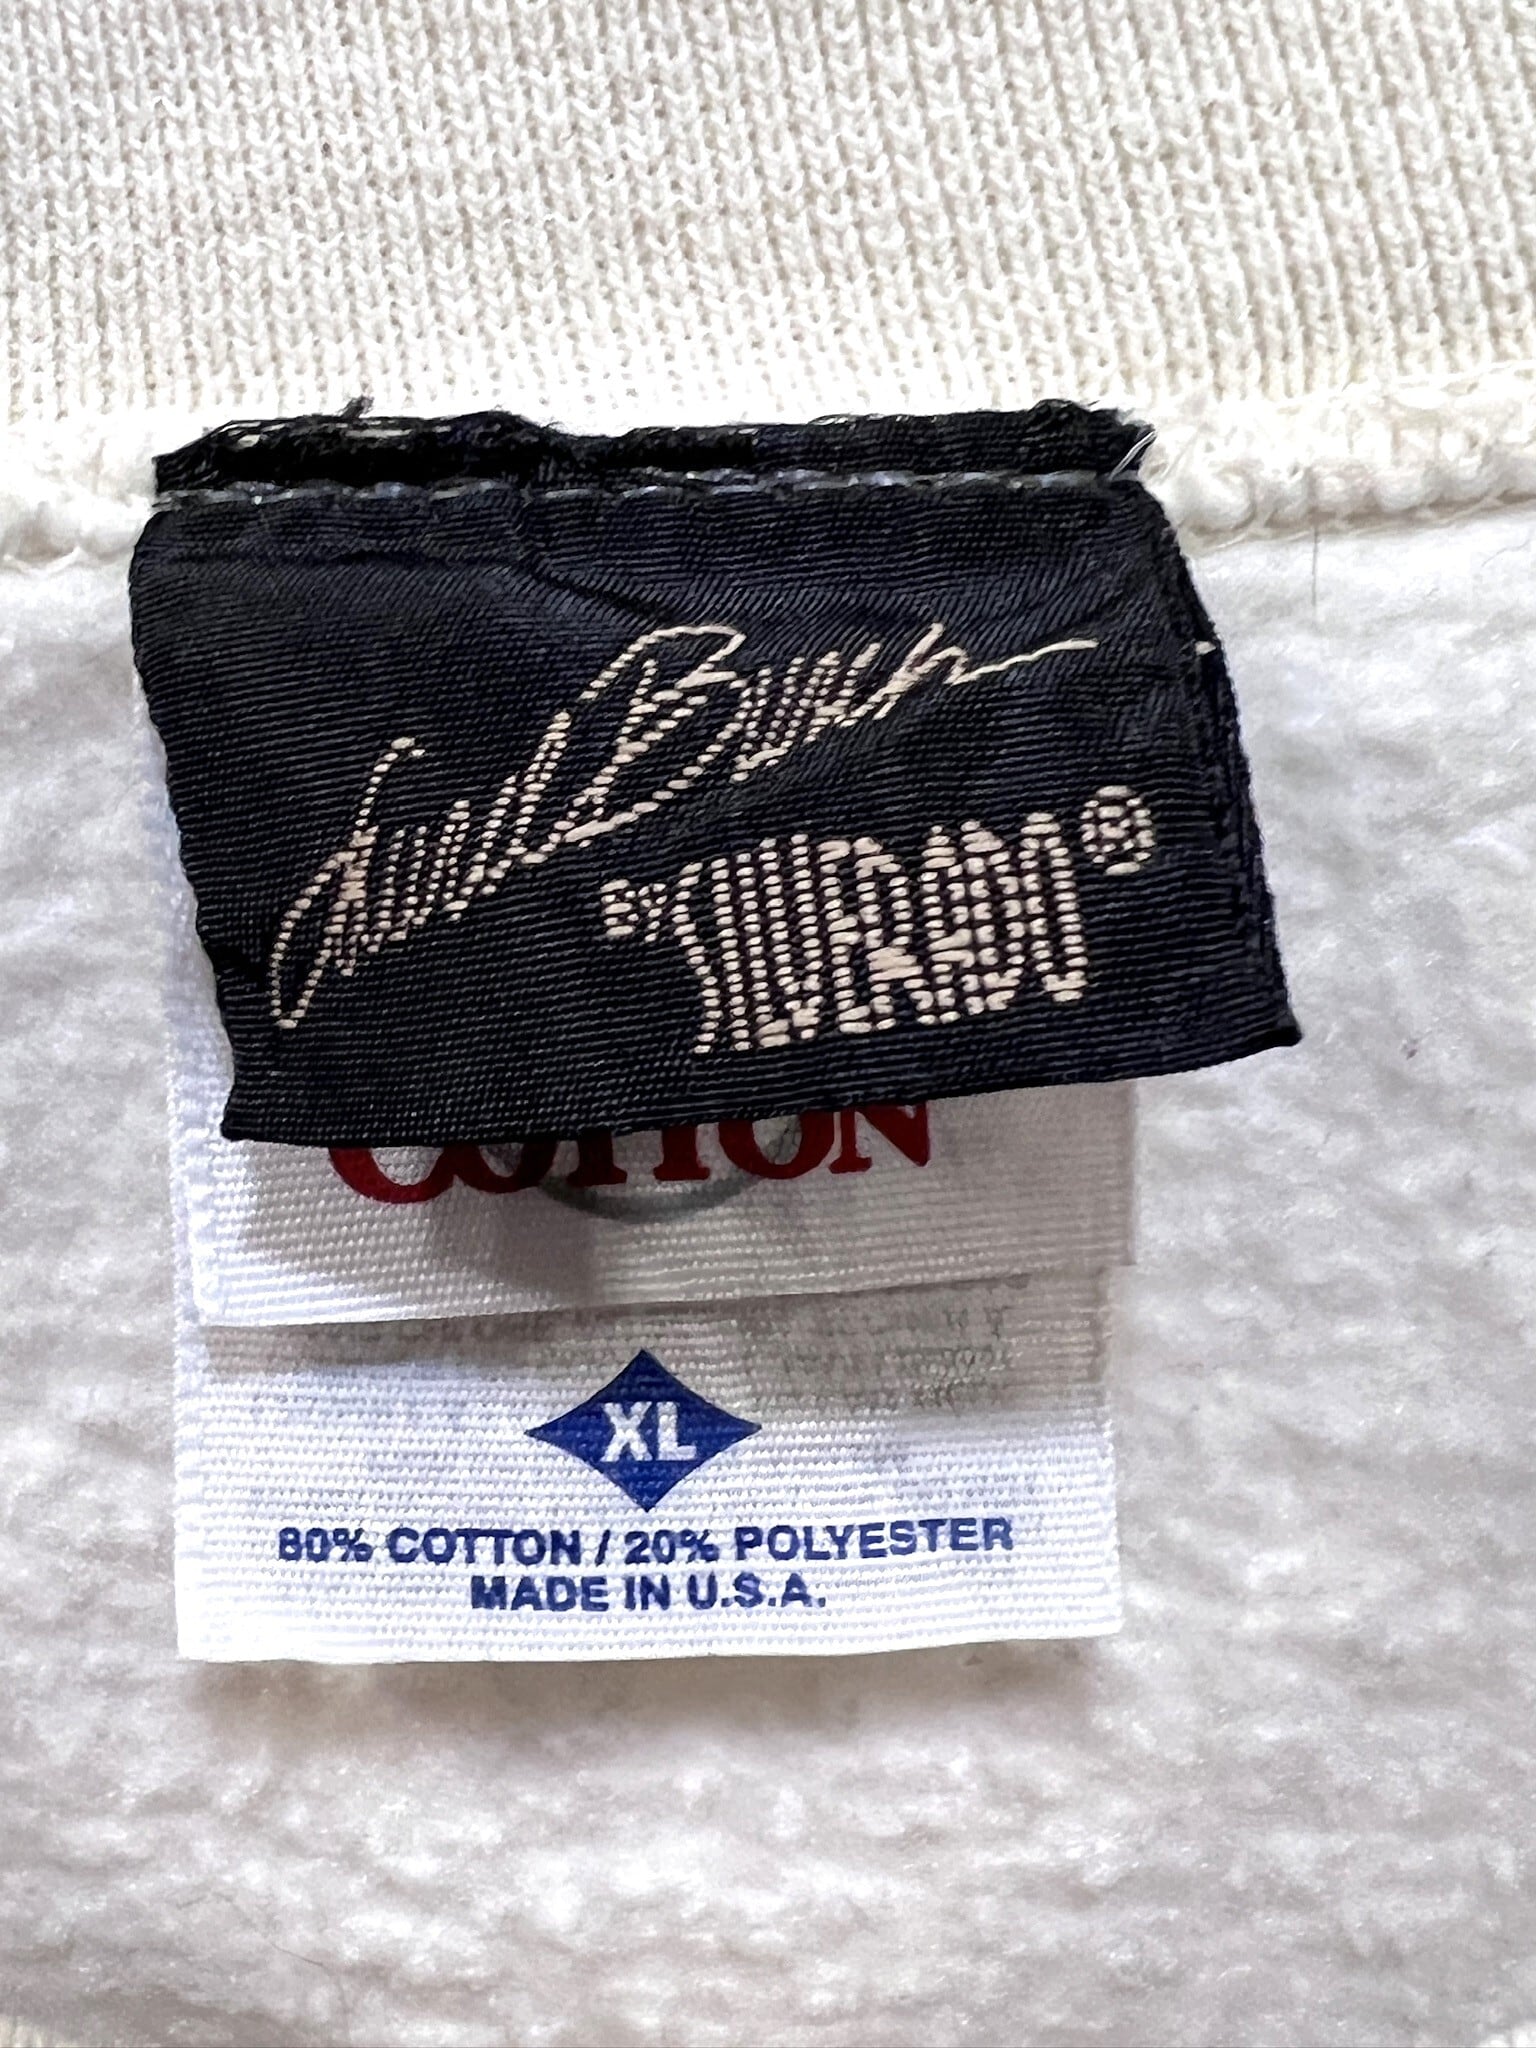 BY SILVERADO®
COTTON
XL
80% COTTON / 20% POLYESTER
MADE IN U.S.A.